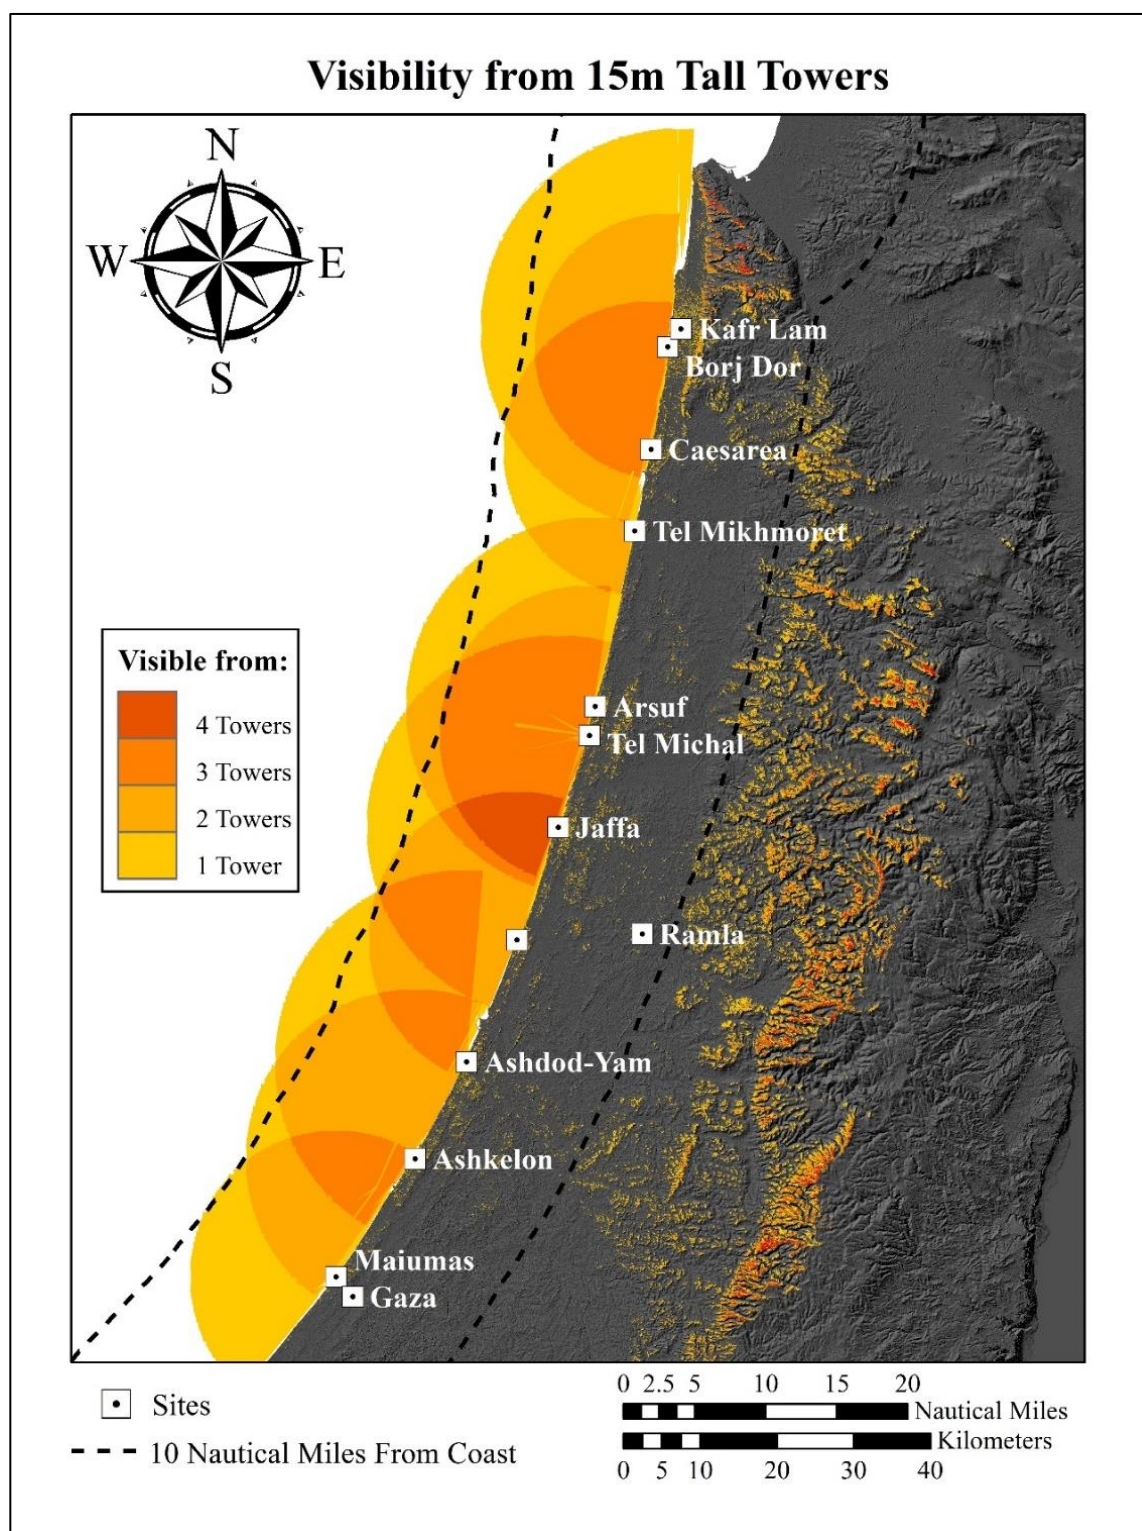 Visibility from 15m Tall Towers
N
W E
S
Kafr Lam
Borj Dor
Caesarea
Tel Mikhmoret
Visible from:
4 Towers
3 Towers
2 Towers
1 Tower
Arsuf
Tel Michal
Jaffa
Ramla
Ashdod-Yam
Ashkelon
Maiumas
Gaza
Sites
10 Nautical Miles From Coast
0 2.5 5 10 15 20
Nautical Miles
Kilometers
0 5 10 20 30 40